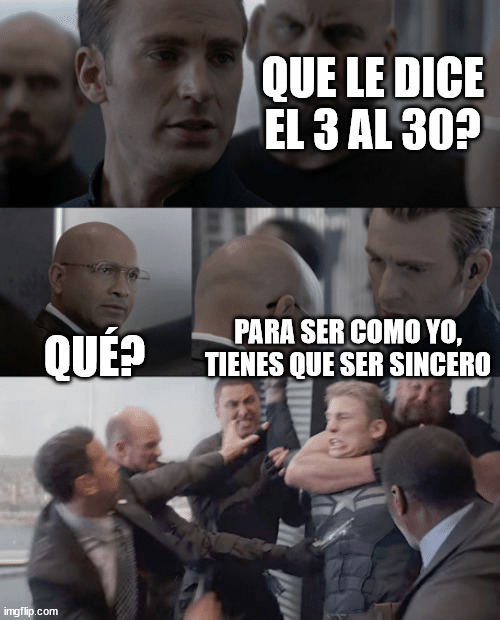 QUE LE DICE
EL 3 AL 30?
QUÉ?
PARA SER COMO YO,
TIENES QUE SER SINCERO
imgflip.com